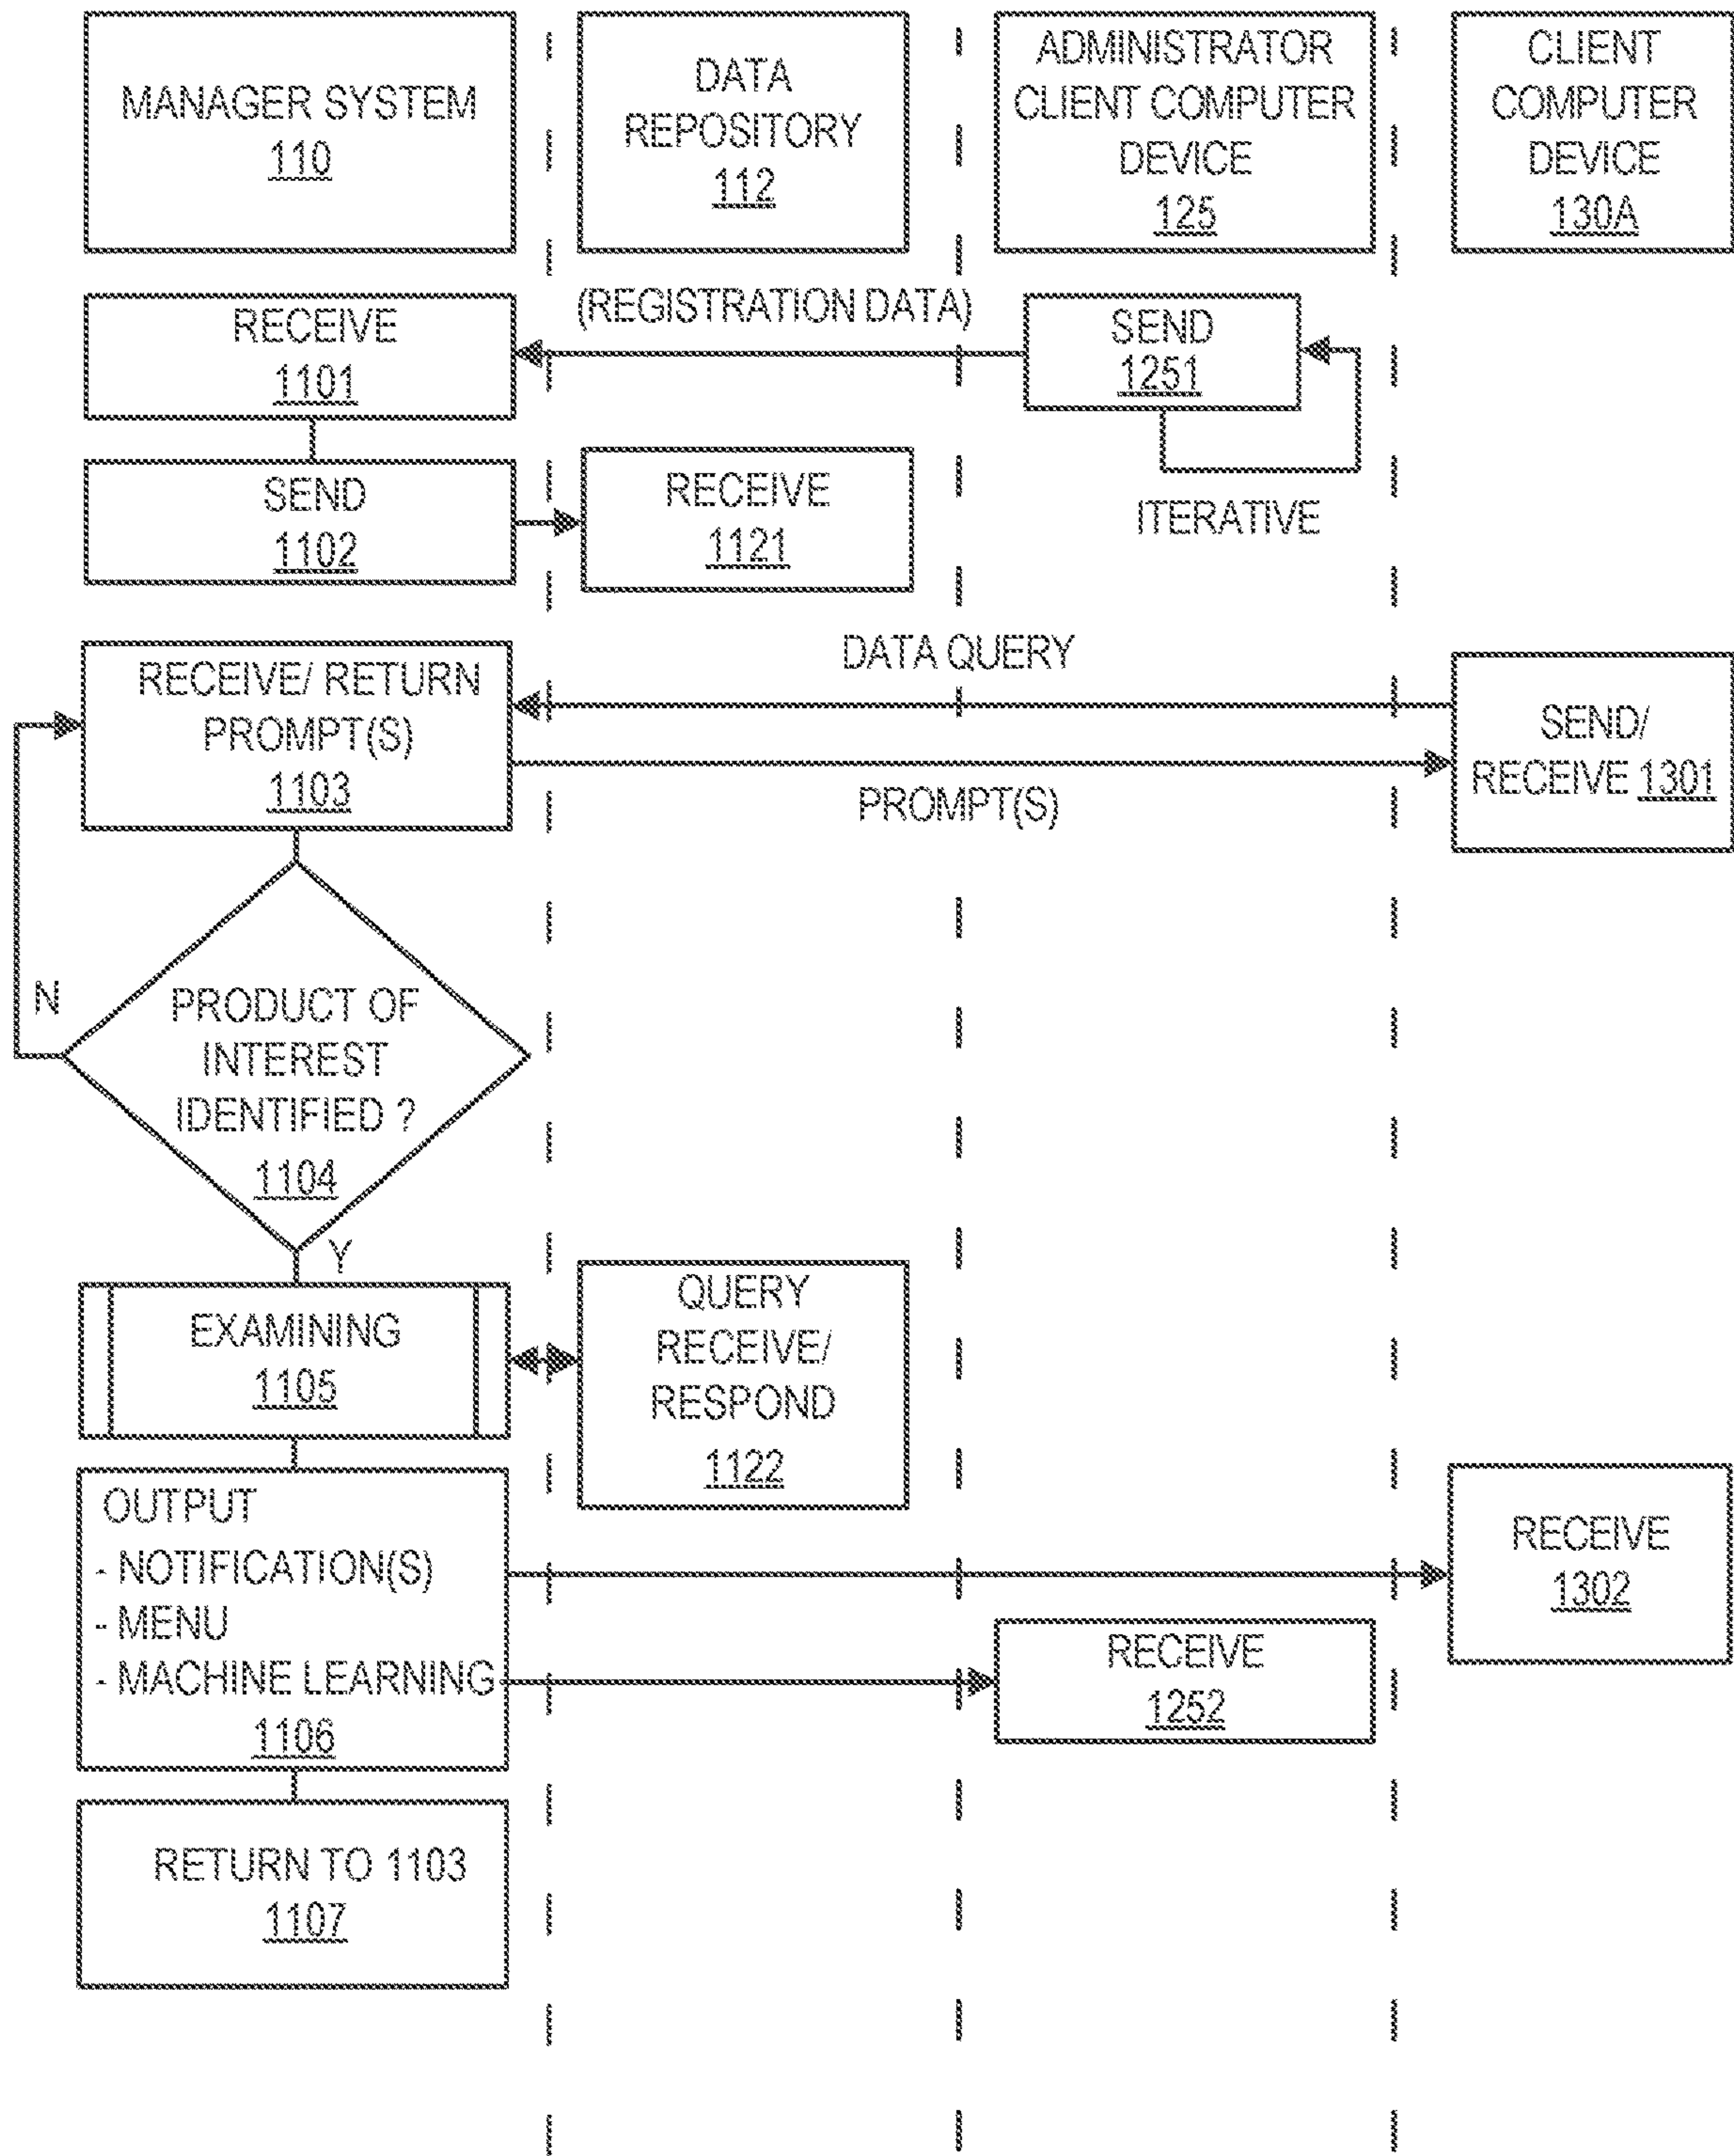 MANAGER SYSTEM
110
DATA
REPOSITORY
112
ADMINISTRATOR
CLIENT COMPUTER
DEVICE
125
CLIENT
COMPUTER
DEVICE
130A
RECEIVE
1101
(REGISTRATION DATA)
SEND
1251
ITERATIVE
SEND
1102
RECEIVE
1121
RECEIVE/ RETURN
PROMPT(S)
1103
DATA QUERY
PROMPT(S)
SEND/
RECEIVE 1301
N
PRODUCT OF
INTEREST
IDENTIFIED ?
1104
Y
EXAMINING
1105
QUERY
RECEIVE/
RESPOND
1122
OUTPUT
- NOTIFICATION(S)
- MENU
- MACHINE LEARNING
1106
RECEIVE
1302
RECEIVE
1252
RETURN TO 1103
1107